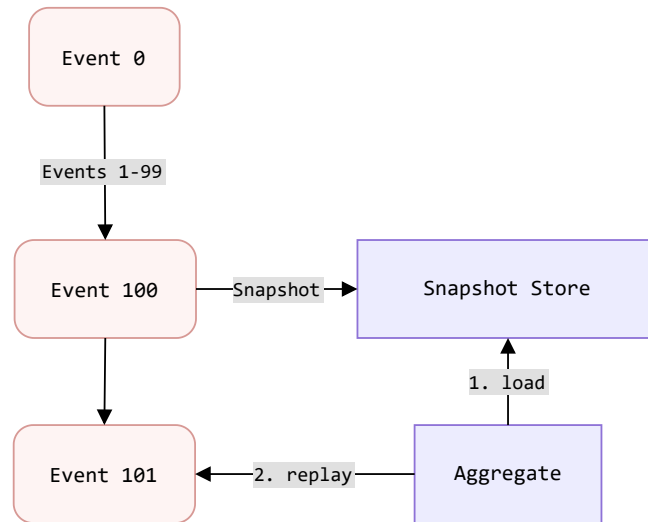 Event 0
Events 1-99
Event 100
Snapshot
Snapshot Store
1. load
Event 101
2. replay
Aggregate